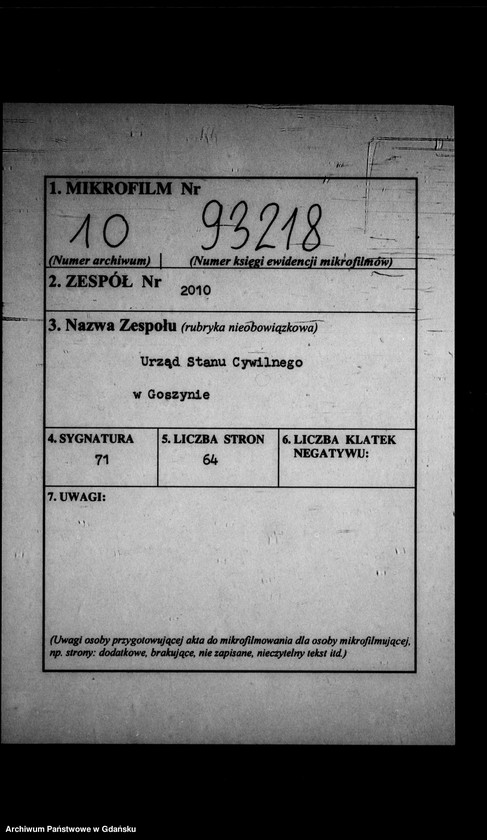 1. MIKROFILM Nr
10 93218
(Numer archiwum) (Numer księgi ewidencji mikrofilmów)
2. ZESPÓŁ Nr 2010
3. Nazwa Zespołu (rubryka nieobowiązkowa)
Urząd Stanu Cywilnego
w Goszynie
4. SYGNATURA 5. LICZBA STRON 6. LICZBA KLATEK
NEGATYWU:
71 64
7. UWAGI:
(Uwagi osoby przygotowującej akta do mikrofilmowania dla osoby mikrofilmującej,
np. strony: dodatkowe, brakujące, nie zapisane, nieczytelny tekst itd.)
Archiwum Państwowe w Gdańsku